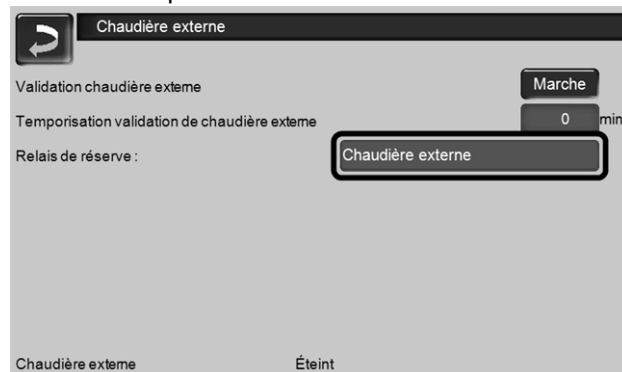 Chaudière externe
Validation chaudière externe Marche
Temporisation validation de chaudière externe 0 min
Relais de réserve : Chaudière externe
Chaudière externe Éteint